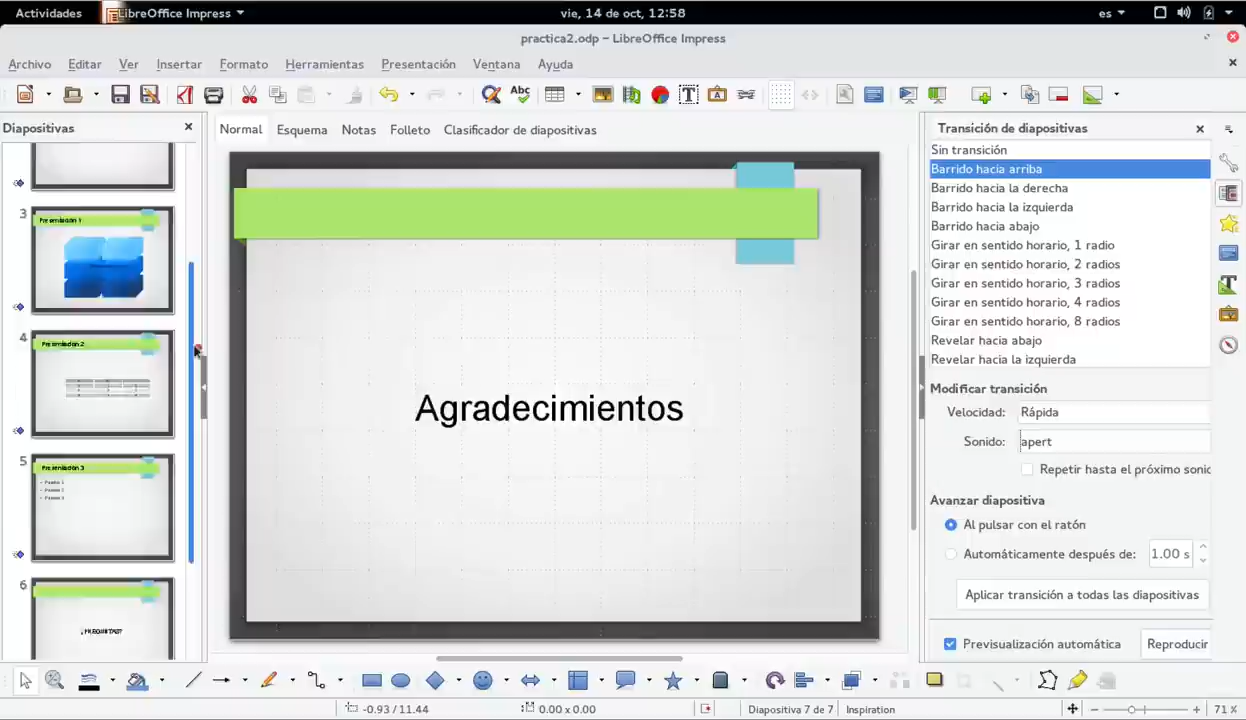 Actividades LibreOffice Impress vie, 14 de oct, 12:58 es
practica2.odp – LibreOffice Impress
Archivo Editar Ver Insertar Formato Herramientas Presentación Ventana Ayuda
Abc
Diapositivas
Normal Esquema Notas Folleto Clasificador de diapositivas
Transición de diapositivas
3
Presentación 1
4
Presentación 2
5
Presentación 3
6
Agradecimientos
Sin transición
Barrido hacia arriba
Barrido hacia la derecha
Barrido hacia la izquierda
Barrido hacia abajo
Girar en sentido horario, 1 radio
Girar en sentido horario, 2 radios
Girar en sentido horario, 3 radios
Girar en sentido horario, 4 radios
Girar en sentido horario, 8 radios
Revelar hacia abajo
Revelar hacia la izquierda
Modificar transición
Velocidad: Rápida
Sonido: apert
Repetir hasta el próximo sonic
Avanzar diapositiva
Al pulsar con el ratón
Automáticamente después de: 1.00 s
Aplicar transición a todas las diapositivas
Previsualización automática Reproducir
-0.93 / 11.44 0.00 x 0.00 Diapositiva 7 de 7 Inspiration 71 %